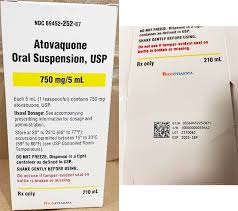 NDC 69452-252-87
Atovaquone
Oral Suspension, USP
750 mg/5 mL
Each 5 mL (1 teaspoonful) contains 750 mg
atovaquone, USP.
Usual Dosage: See accompanying
prescribing information for dosage and
administration.
Store at 20° to 25°C (68° to 77°F);
excursions permitted between 15° to 30°C
(59° to 86°F) (see USP Controlled Room
Temperature).
DO NOT FREEZE. Dispense in a tight
container as defined in USP.
SHAKE GENTLY BEFORE USING.
Do not use if tamper-evident seal on
bottle is broken or missing.
BIONPHARMA
Rx only
210 mL
DO NOT FREEZE. Dispense in a tight
container as defined in USP.
SHAKE GENTLY BEFORE USING.
Do not use if tamper-evident seal on
bottle is broken or missing.
Rx only
210 mL
BIONPHARMA